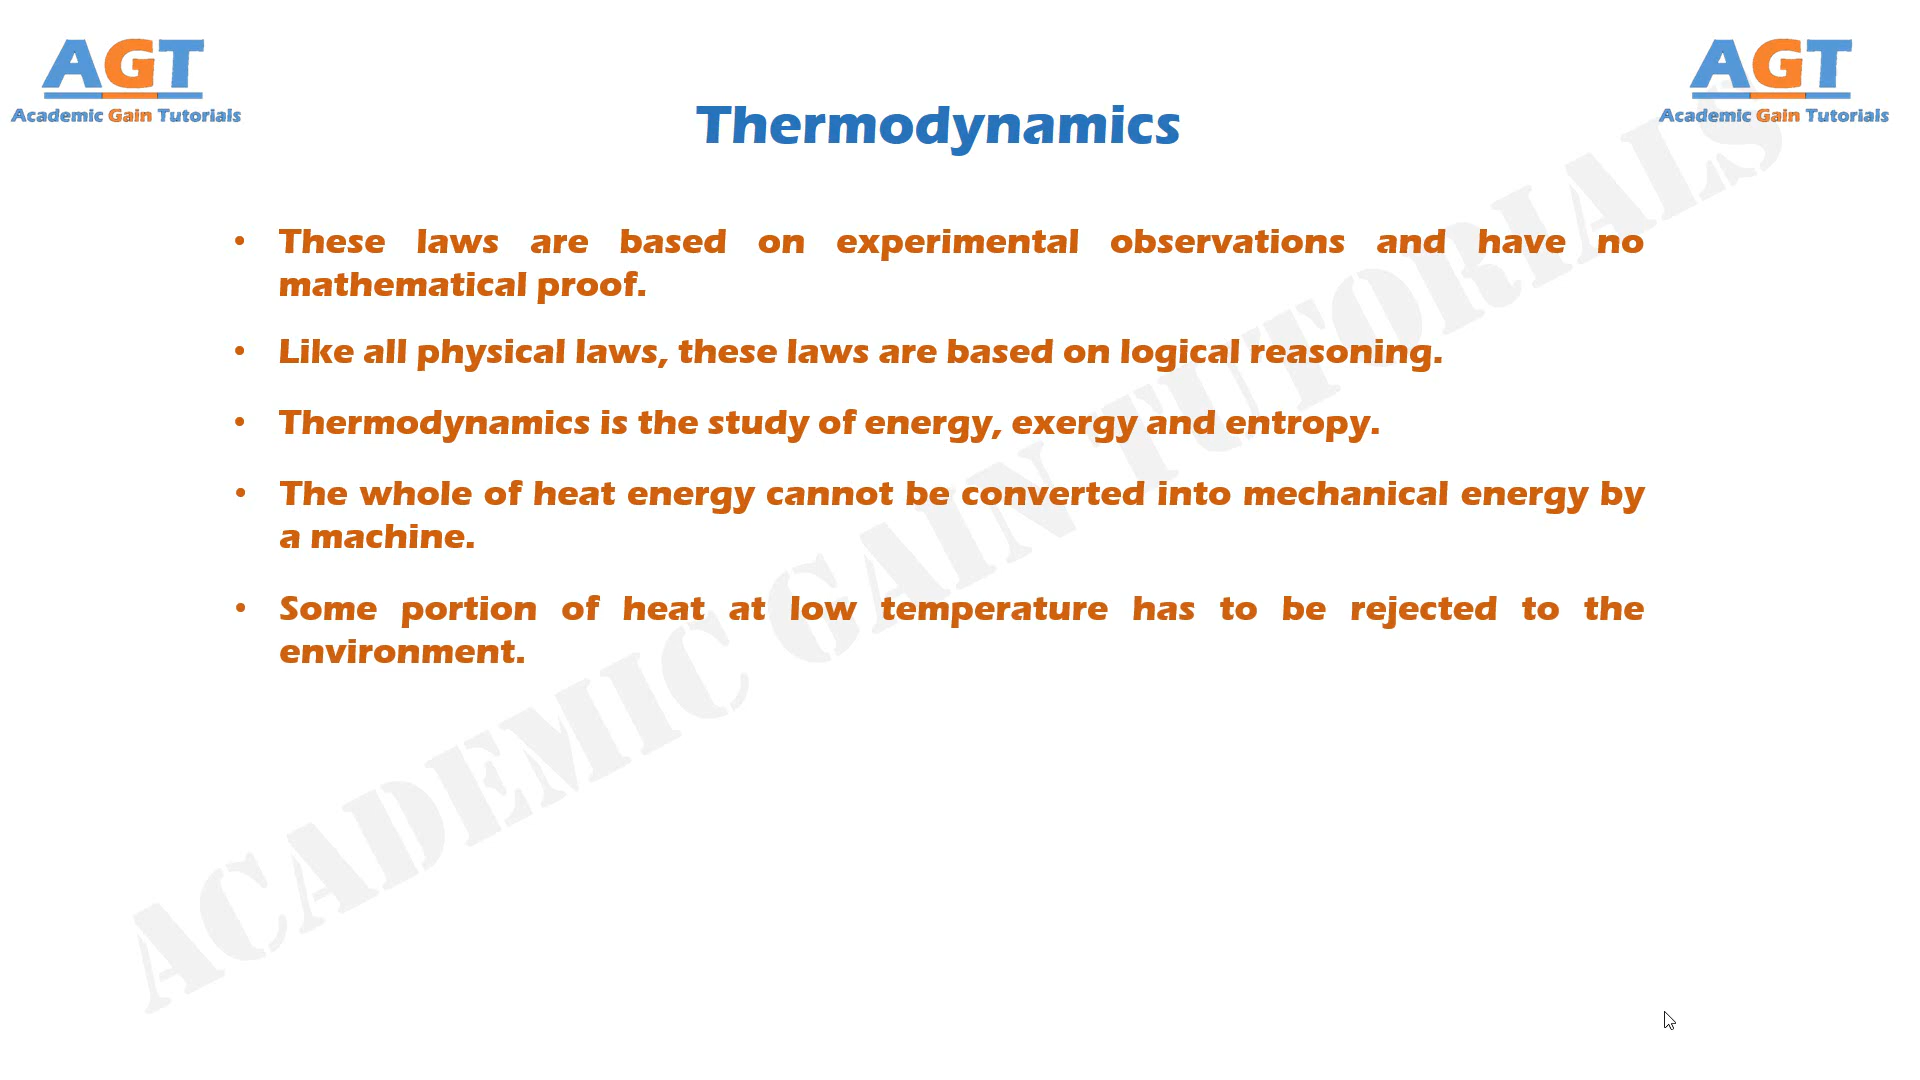 AGT
Academic Gain Tutorials
AGT
Academic Gain Tutorials
Thermodynamics
• These laws are based on experimental observations and have no
mathematical proof.
• Like all physical laws, these laws are based on logical reasoning.
• Thermodynamics is the study of energy, exergy and entropy.
• The whole of heat energy cannot be converted into mechanical energy by
a machine.
• Some portion of heat at low temperature has to be rejected to the
environment.
ACADEMIC GAIN TUTORIALS